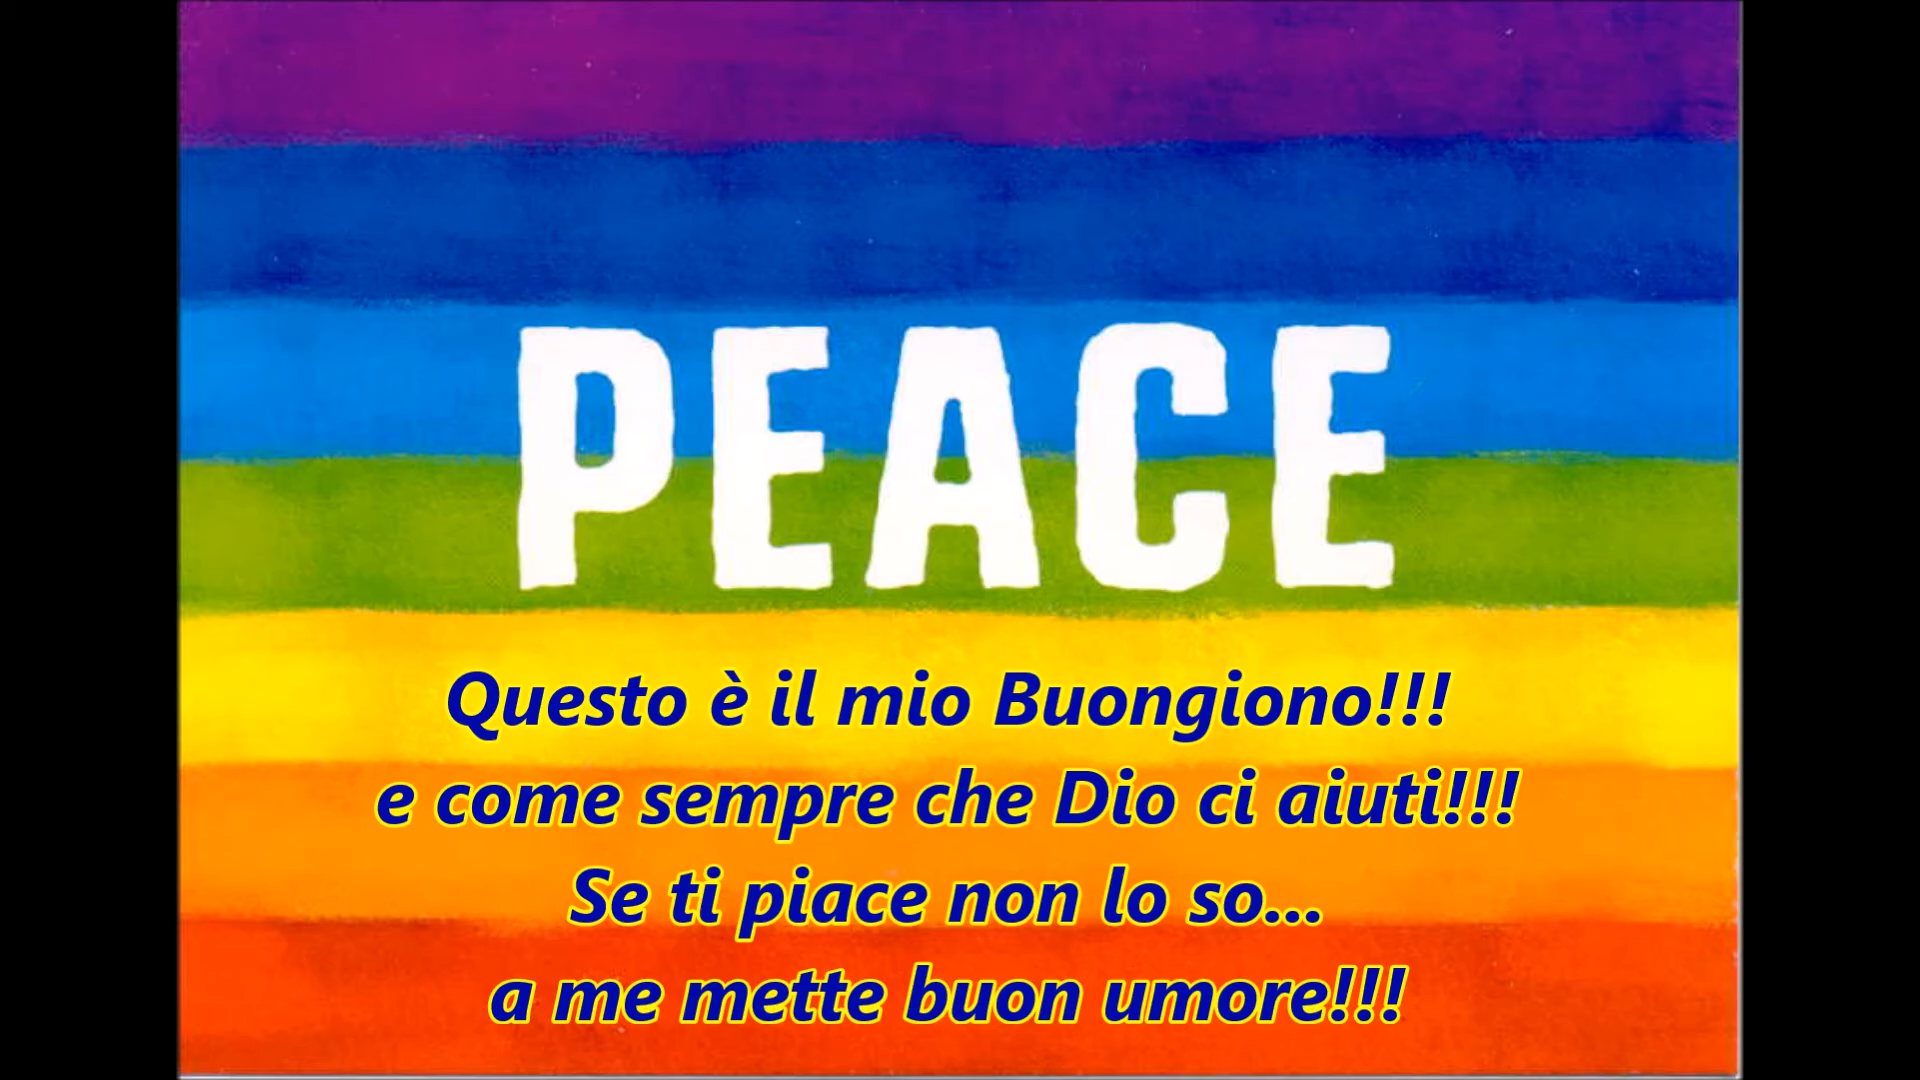 PEACE
Questo è il mio Buongiono!!!
e come sempre che Dio ci aiuti!!!
Se ti piace non lo so...
a me mette buon umore!!!